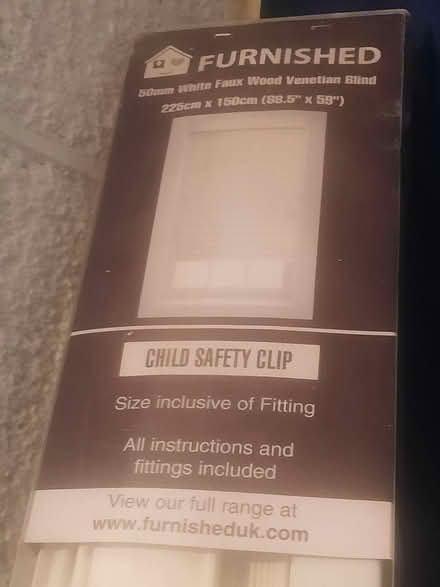 FURNISHED
50mm White Faux Wood Venetian Blind
225cm x 150cm (88.5" x 59")
CHILD SAFETY CLIP
Size inclusive of Fitting
All instructions and
fittings included
View our full range at
www.furnisheduk.com